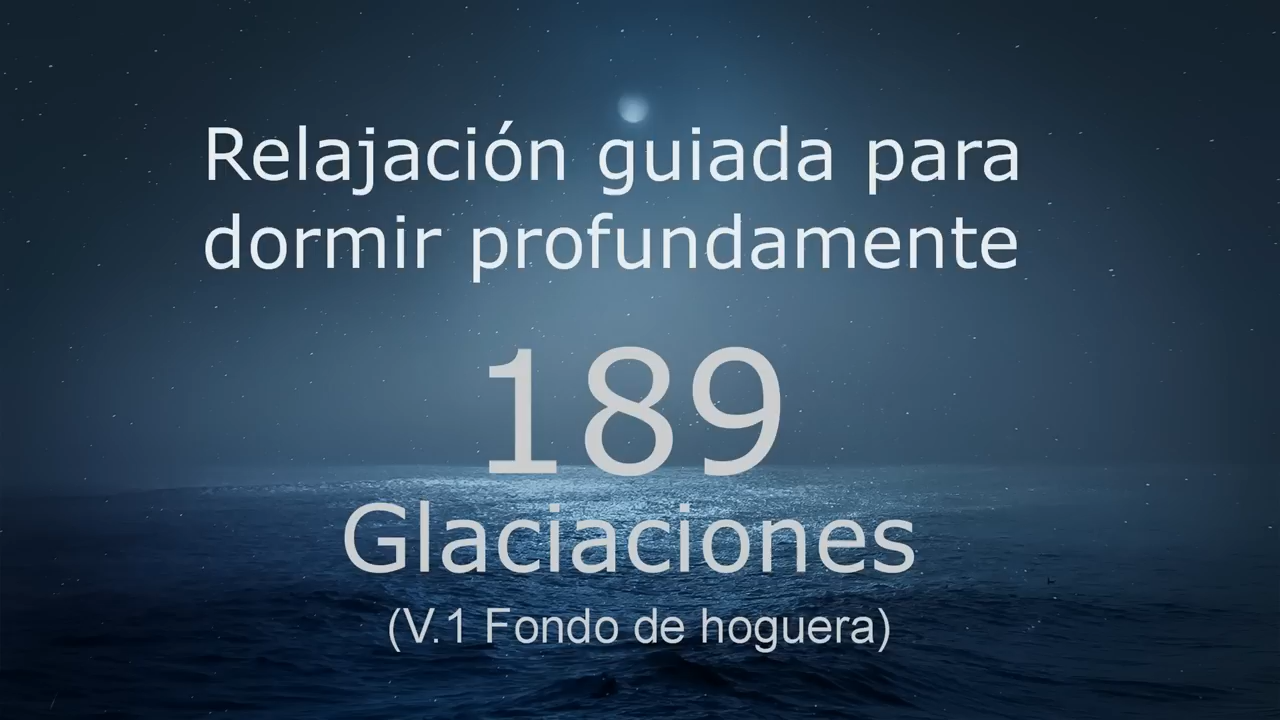 Relajación guiada para
dormir profundamente
189
Glaciaciones
(V.1 Fondo de hoguera)